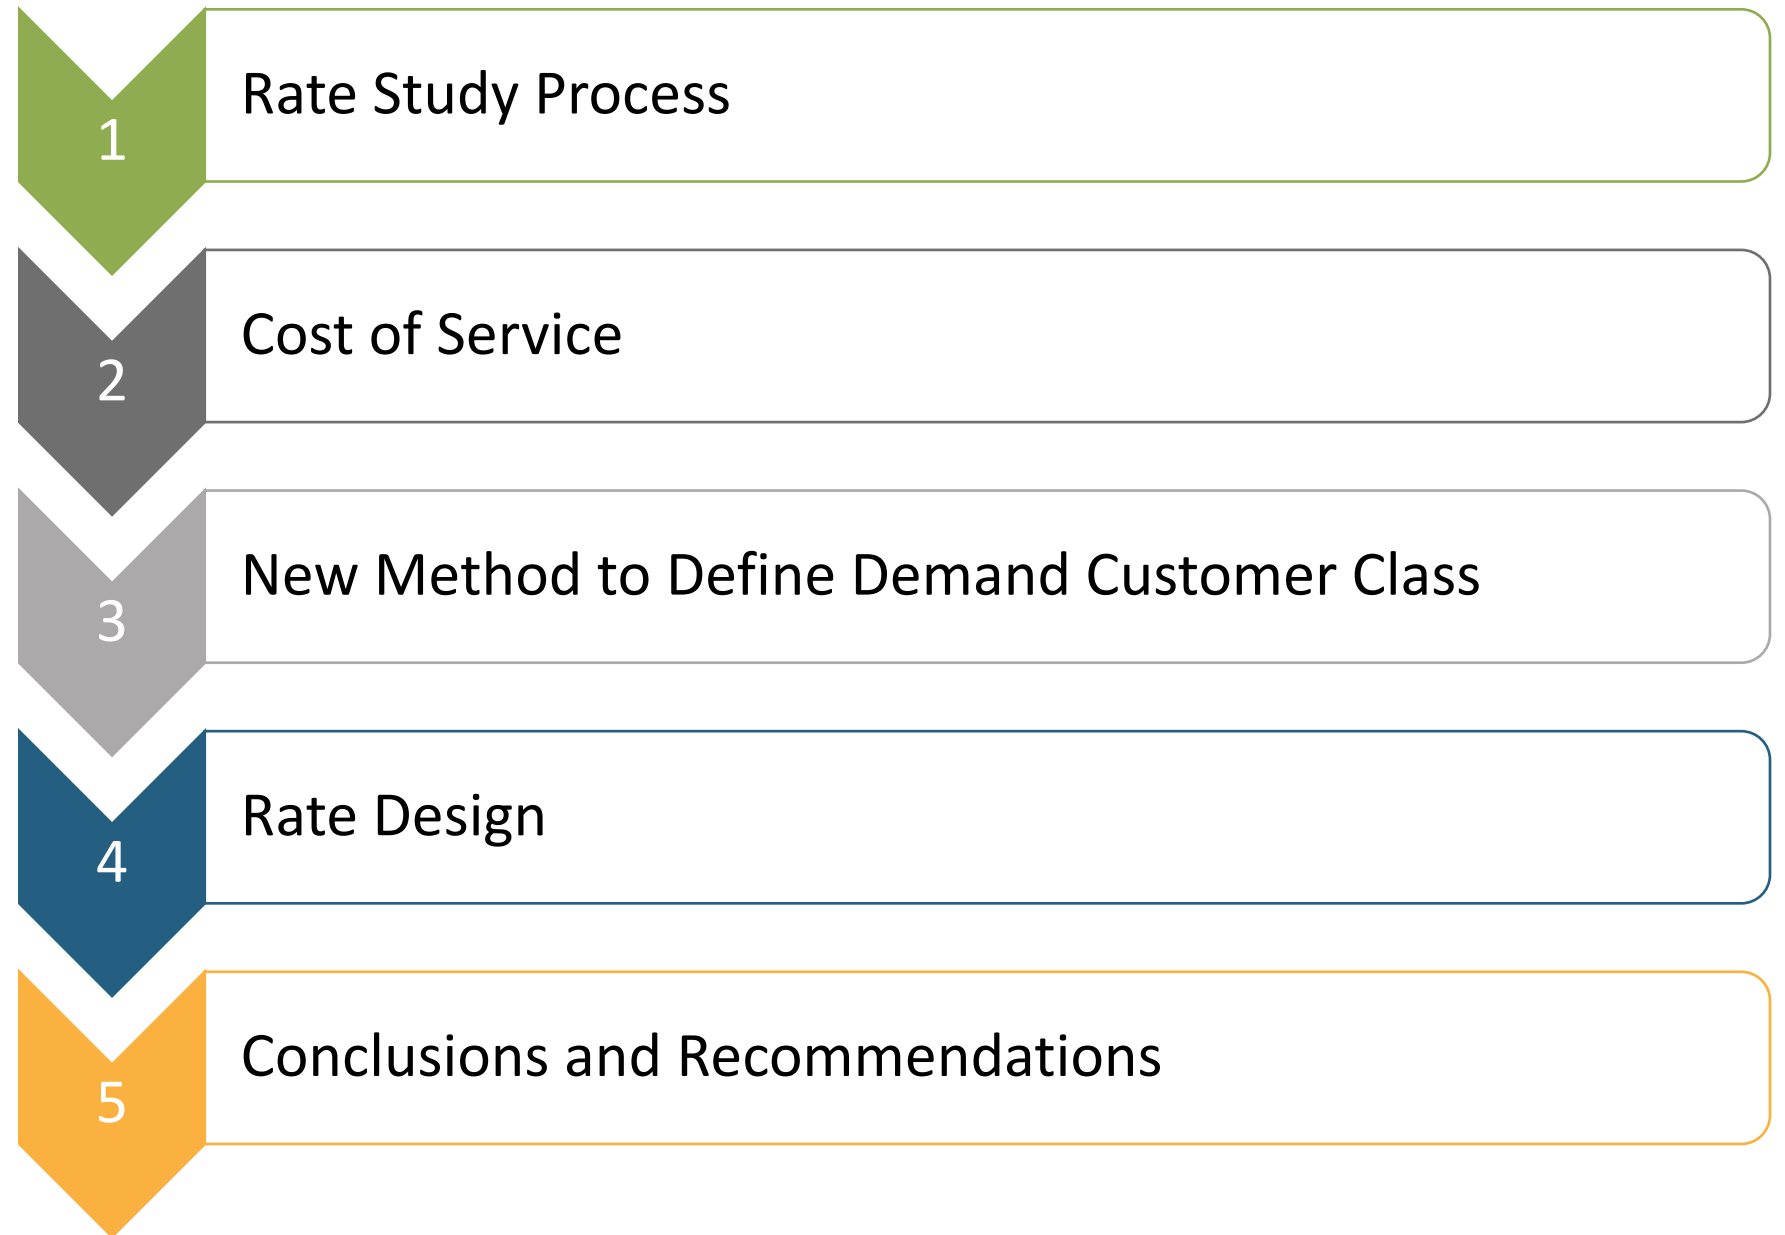 1
Rate Study Process
2
Cost of Service
3
New Method to Define Demand Customer Class
4
Rate Design
5
Conclusions and Recommendations